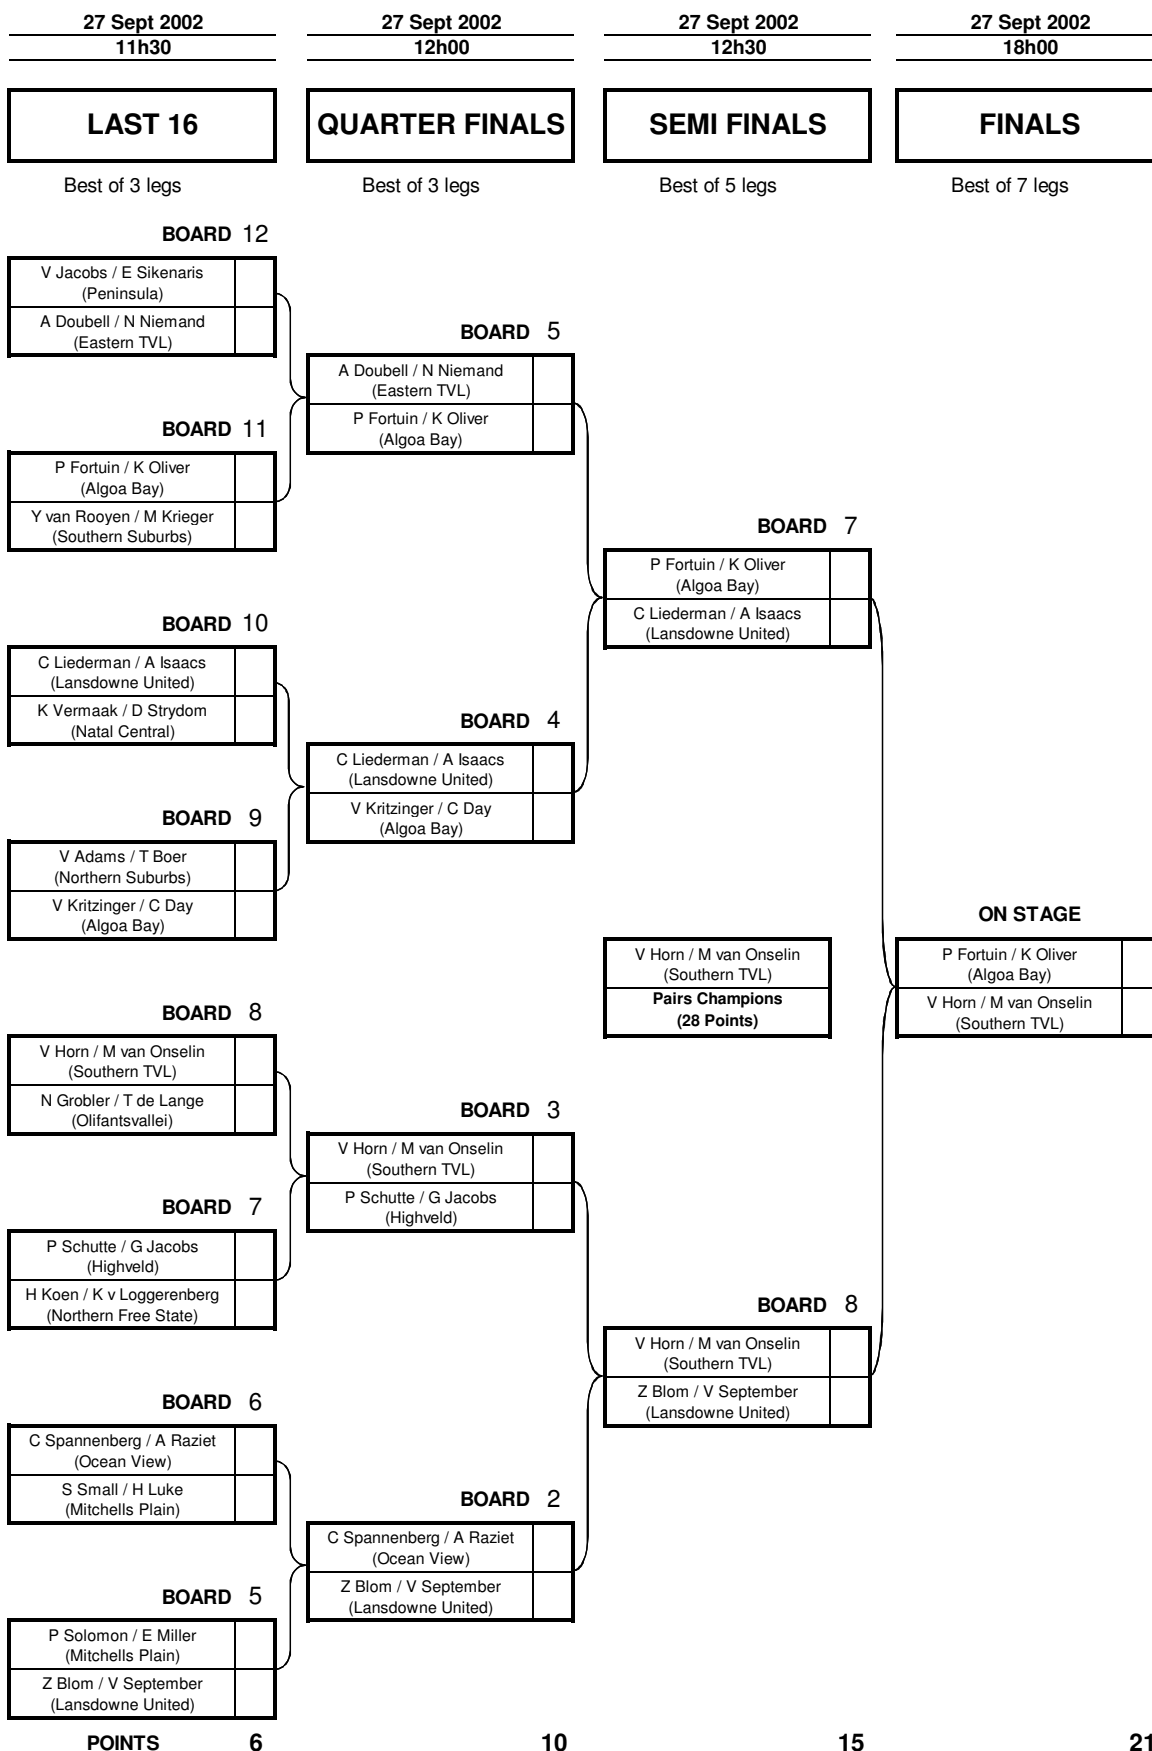 27 Sept 2002 27 Sept 2002 27 Sept 2002 27 Sept 2002
11h30 12h00 12h30 18h00
LAST 16 QUARTER FINALS SEMI FINALS FINALS
Best of 3 legs Best of 3 legs Best of 5 legs Best of 7 legs
BOARD 12
V Jacobs / E Sikenaris
(Peninsula)
A Doubell / N Niemand
(Eastern TVL)
BOARD 11
P Fortuin / K Oliver
(Algoa Bay)
Y van Rooyen / M Krieger
(Southern Suburbs)
BOARD 10
C Liederman / A Isaacs
(Lansdowne United)
K Vermaak / D Strydom
(Natal Central)
BOARD 9
V Adams / T Boer
(Northern Suburbs)
V Kritzinger / C Day
(Algoa Bay)
BOARD 8
V Horn / M van Onselin
(Southern TVL)
N Grobler / T de Lange
(Olifantsvallei)
BOARD 7
P Schutte / G Jacobs
(Highveld)
H Koen / K v Loggerenberg
(Northern Free State)
BOARD 6
C Spannenberg / A Raziet
(Ocean View)
S Small / H Luke
(Mitchells Plain)
BOARD 5
P Solomon / E Miller
(Mitchells Plain)
Z Blom / V September
(Lansdowne United)
BOARD 5
A Doubell / N Niemand
(Eastern TVL)
P Fortuin / K Oliver
(Algoa Bay)
BOARD 4
C Liederman / A Isaacs
(Lansdowne United)
V Kritzinger / C Day
(Algoa Bay)
BOARD 3
V Horn / M van Onselin
(Southern TVL)
P Schutte / G Jacobs
(Highveld)
BOARD 2
C Spannenberg / A Raziet
(Ocean View)
Z Blom / V September
(Lansdowne United)
BOARD 7
P Fortuin / K Oliver
(Algoa Bay)
C Liederman / A Isaacs
(Lansdowne United)
V Horn / M van Onselin
(Southern TVL)
Pairs Champions
(28 Points)
BOARD 8
V Horn / M van Onselin
(Southern TVL)
Z Blom / V September
(Lansdowne United)
ON STAGE
P Fortuin / K Oliver
(Algoa Bay)
V Horn / M van Onselin
(Southern TVL)
POINTS 6 10 15 21